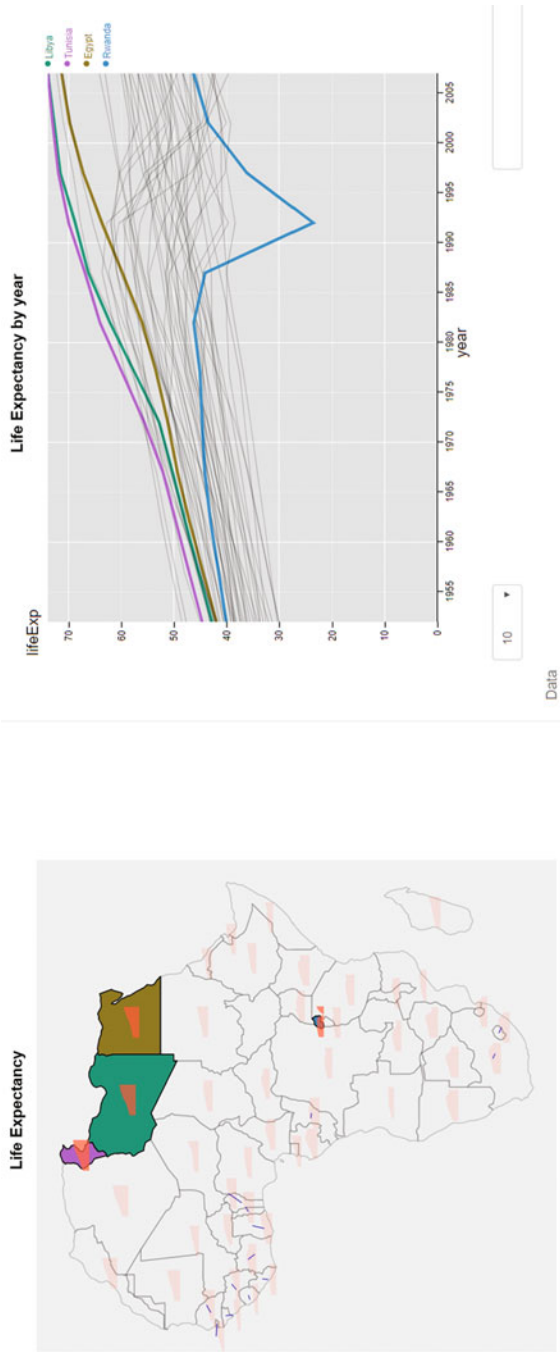 Life Expectancy
Life Expectancy by year
lifeExp
70
60
50
40
30
20
10
0
1955
1960
1965
1970
1975
1980
1985
1990
1995
2000
2005
year
Libya
Tunisia
Egypt
Rwanda
10
Data